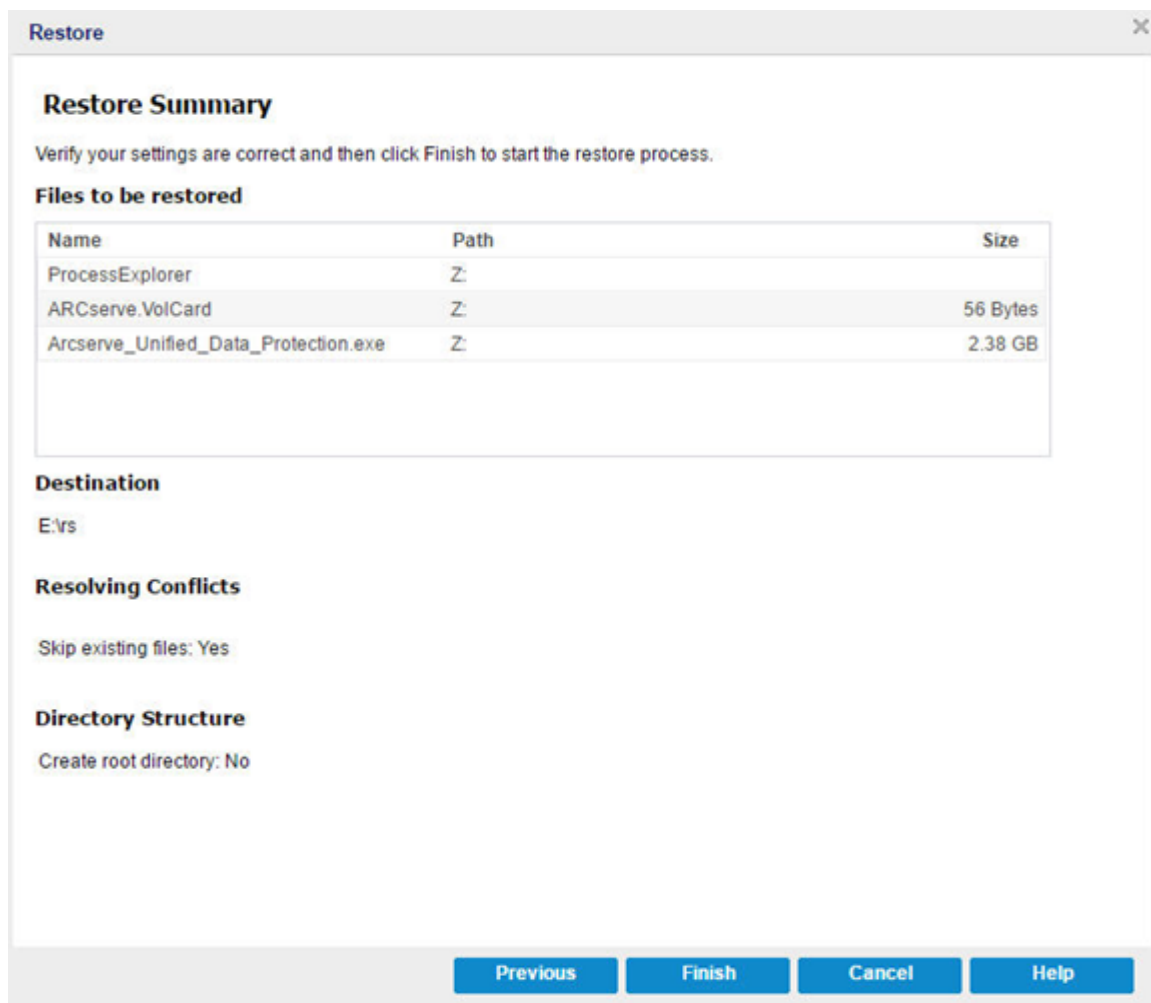 Restore
Restore Summary
Verify your settings are correct and then click Finish to start the restore process.
Files to be restored
Name Path Size
ProcessExplorer Z:
ARCserve.VolCard Z: 56 Bytes
Arcserve_Unified_Data_Protection.exe Z: 2.38 GB
Destination
E:\rs
Resolving Conflicts
Skip existing files: Yes
Directory Structure
Create root directory: No
Previous Finish Cancel Help